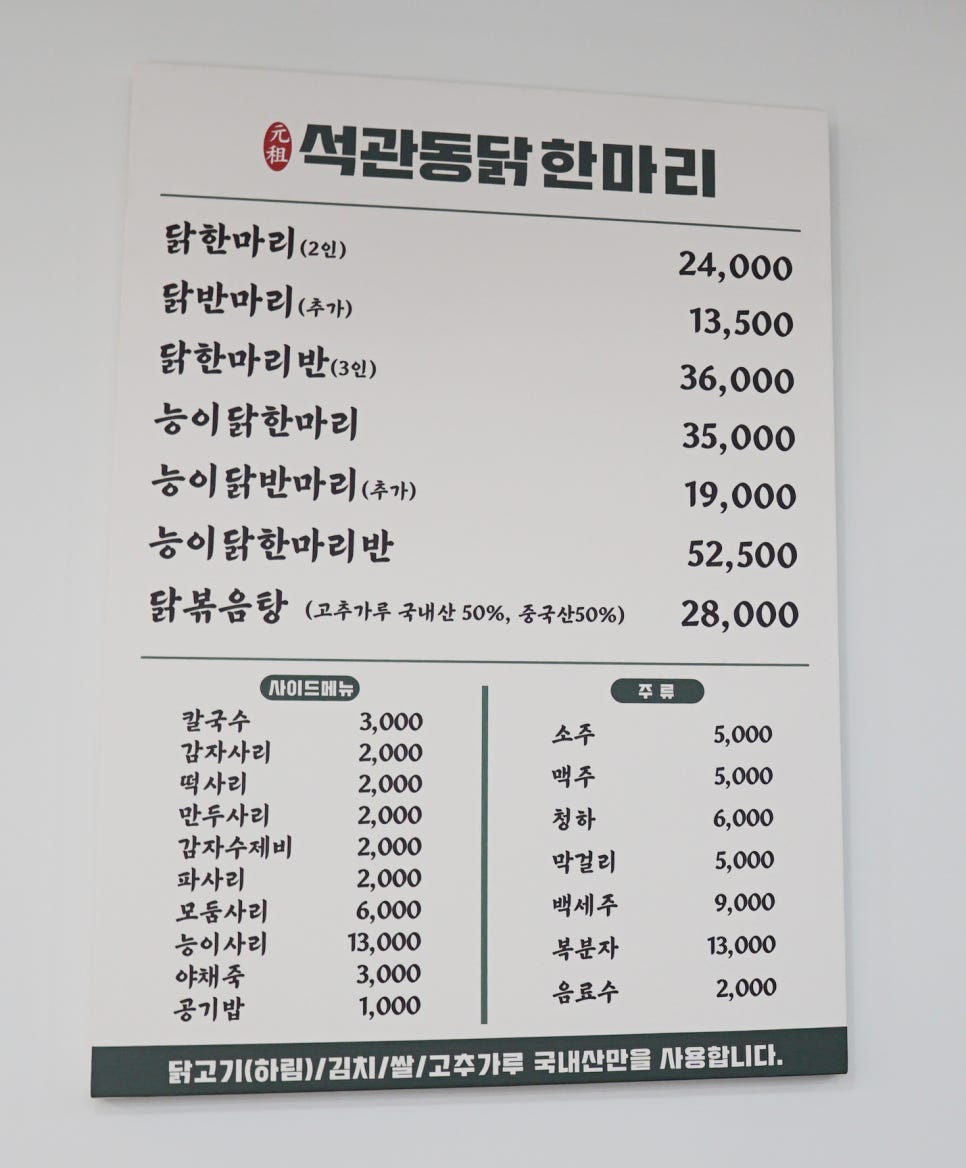 元祖 석관동닭한마리
닭한마리(2인) 24,000
닭반마리(추가) 13,500
닭한마리반(3인) 36,000
능이닭한마리 35,000
능이닭반마리(추가) 19,000
능이닭한마리반 52,500
닭볶음탕 (고추가루 국내산 50%, 중국산50%) 28,000
사이드메뉴
칼국수 3,000
감자사리 2,000
떡사리 2,000
만두사리 2,000
감자수제비 2,000
파사리 2,000
모둠사리 6,000
능이사리 13,000
야채죽 3,000
공기밥 1,000
주류
소주 5,000
맥주 5,000
청하 6,000
막걸리 5,000
백세주 9,000
복분자 13,000
음료수 2,000
닭고기(하림)/김치/쌀/고추가루 국내산만을 사용합니다.